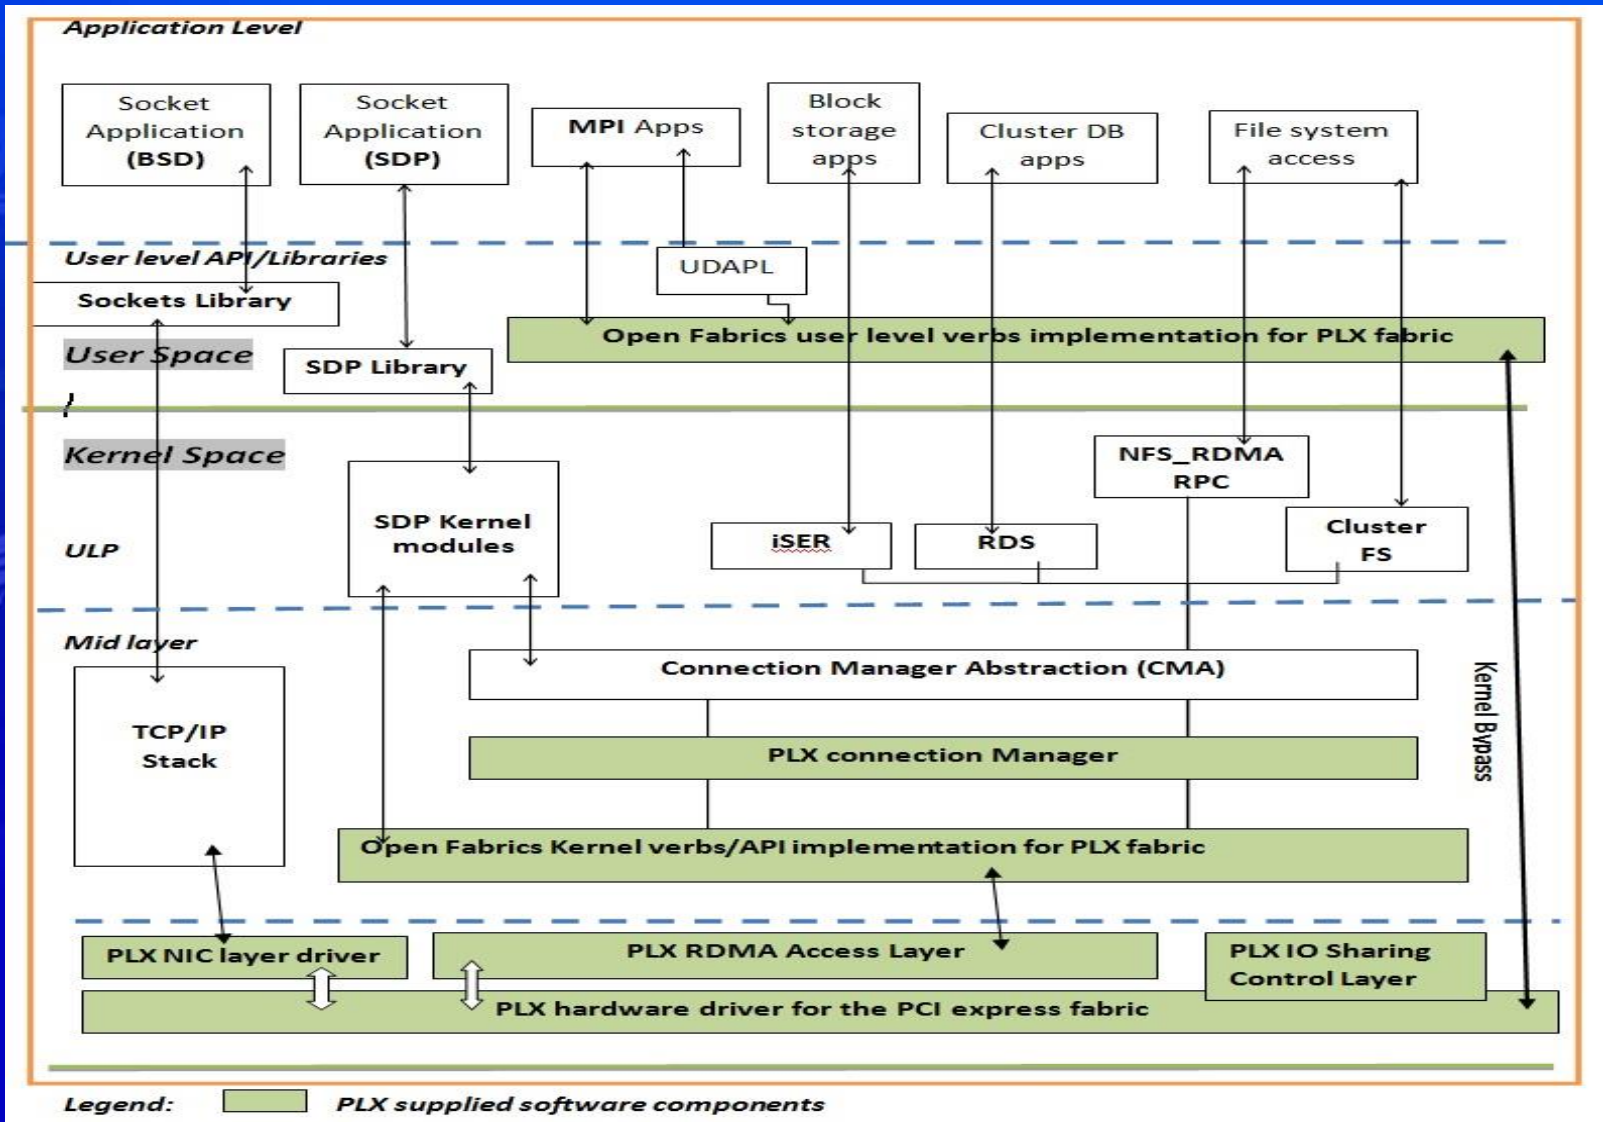 Application Level
Socket
Application
(BSD)
Socket
Application
(SDP)
MPI Apps
Block
storage
apps
Cluster DB
apps
File system
access
User level API/Libraries
UDAPL
Sockets Library
Open Fabrics user level verbs implementation for PLX fabric
User Space
SDP Library
/
Kernel Space
NFS_RDMA
RPC
SDP Kernel
modules
iSER
RDS
Cluster
FS
ULP
Mid layer
Connection Manager Abstraction (CMA)
Kernel Bypass
TCP/IP
Stack
PLX connection Manager
Open Fabrics Kernel verbs/API implementation for PLX fabric
PLX NIC layer driver
PLX RDMA Access Layer
PLX IO Sharing
Control Layer
PLX hardware driver for the PCI express fabric
Legend:
PLX supplied software components